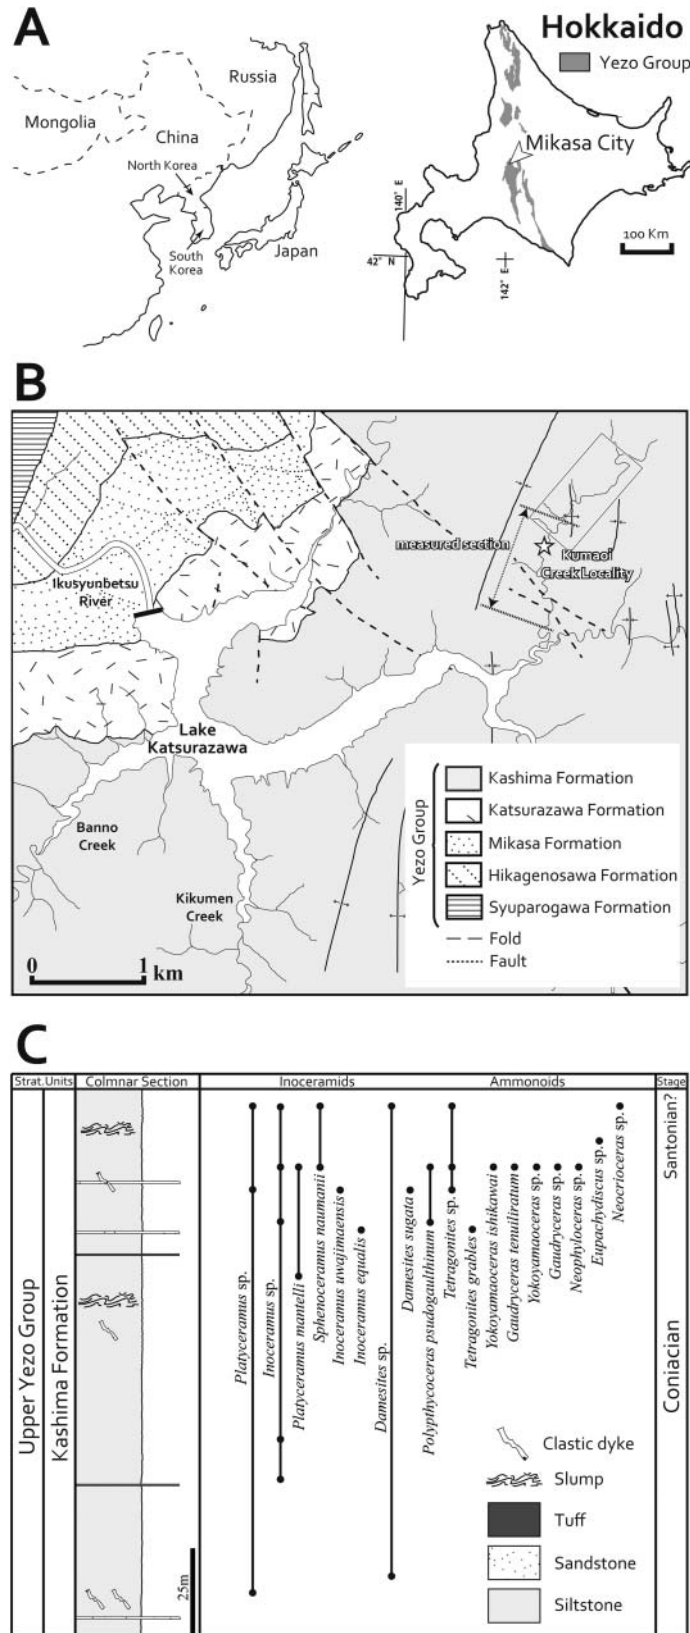 A
Hokkaido
Yezo Group
Russia
Mongolia
China
North Korea
South
Korea
Japan
Mikasa City
140° E
42° N
142° E
100 Km
B
Ikusyunbetsu
River
measured section
Kumaoi
Creek Locality
Lake
Katsurazawa
Banno
Creek
Kikumen
Creek
0 1 km
Yezo Group
Kashima Formation
Katsurazawa Formation
Mikasa Formation
Hikagenosawa Formation
Syuparogawa Formation
Fold
Fault
C
Strat. Units
Colmnar Section
Inoceramids
Ammonoids
Stage
Upper Yezo Group
Kashima Formation
25m
Platyceramus sp.
Inoceramus sp.
Platyceramus mantelli
Sphenoceramus naumanii
Inoceramus uwajimaensis
Inoceramus equalis
Damesites sp.
Damesites sugata
Polypthycoceras psudogaulthinum
Tetragonites sp.
Tetragonites grables
Yokoyamaoceras ishikawai
Gaudryceras tenuiliratum
Yokoyamaoceras sp.
Gaudryceras sp.
Neophyloceras sp.
Eupachydiscus sp.
Neocrioceras sp.
Santonian?
Coniacian
Clastic dyke
Slump
Tuff
Sandstone
Siltstone